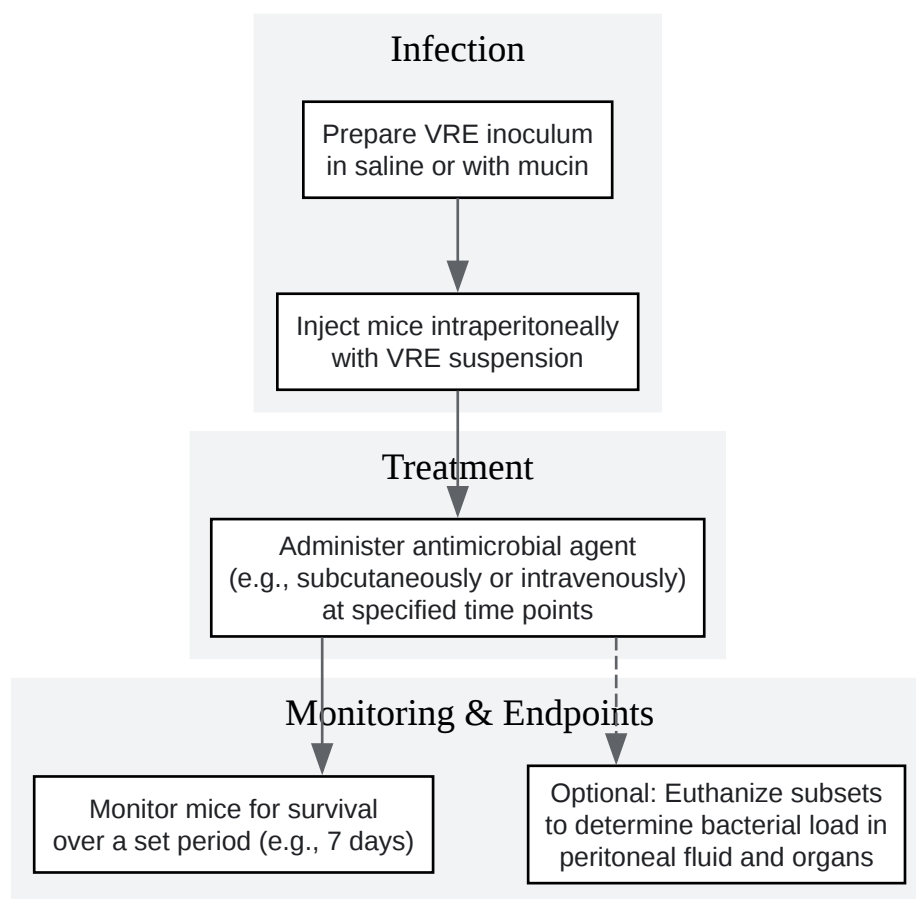 Infection
Prepare VRE inoculum
in saline or with mucin
Inject mice intraperitoneally
with VRE suspension
Treatment
Administer antimicrobial agent
(e.g., subcutaneously or intravenously)
at specified time points
Monitoring & Endpoints
Monitor mice for survival
over a set period (e.g., 7 days)
Optional: Euthanize subsets
to determine bacterial load in
peritoneal fluid and organs